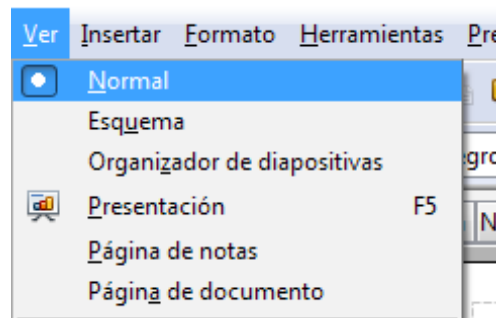 Ver Insertar Formato Herramientas
Normal
Esquema
Organizador de diapositivas
Presentación F5
Página de notas
Página de documento